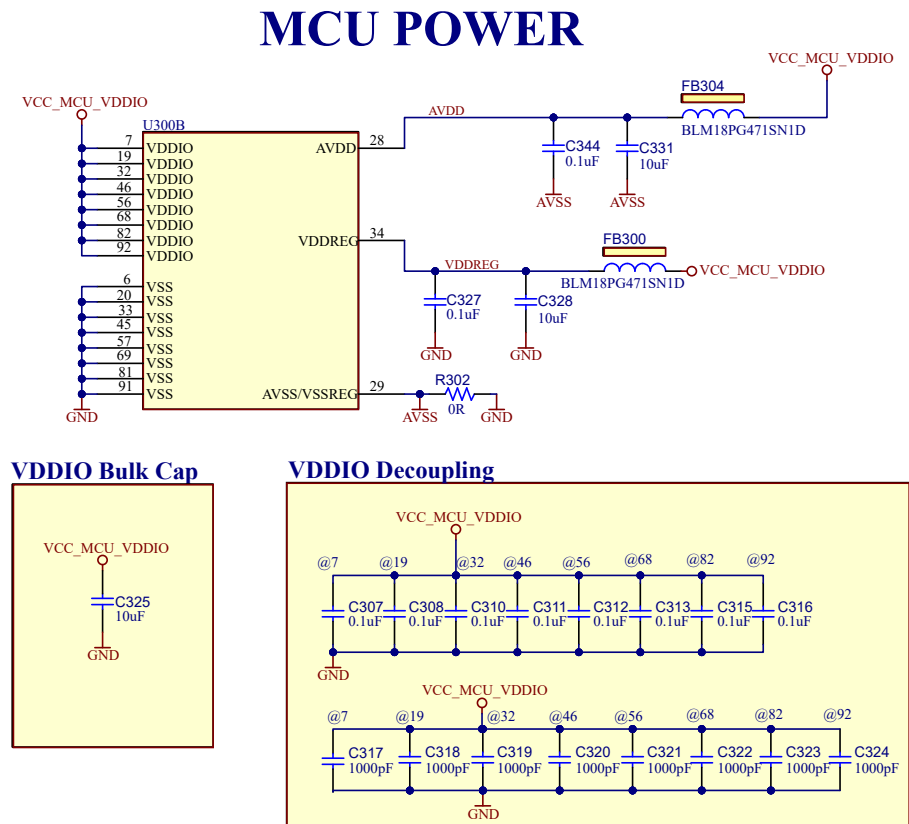 MCU POWER
VCC_MCU_VDDIO
VCC_MCU_VDDIO
FB304
BLM18PG471SN1D
AVDD
C344
0.1uF
C331
10uF
AVSS
AVSS
U300B
7 VDDIO
19 VDDIO
32 VDDIO
46 VDDIO
56 VDDIO
68 VDDIO
82 VDDIO
92 VDDIO
6 VSS
20 VSS
33 VSS
45 VSS
57 VSS
69 VSS
81 VSS
91 VSS
GND
AVDD 28
VDDREG 34
AVSS/VSSREG 29
VDDREG
FB300
BLM18PG471SN1D
VCC_MCU_VDDIO
C327
0.1uF
C328
10uF
GND
GND
R302
0R
AVSS
GND
VDDIO Bulk Cap
VCC_MCU_VDDIO
C325
10uF
GND
VDDIO Decoupling
VCC_MCU_VDDIO
@7 @19 @32 @46 @56 @68 @82 @92
C307 C308 C310 C311 C312 C313 C315 C316
0.1uF 0.1uF 0.1uF 0.1uF 0.1uF 0.1uF 0.1uF 0.1uF
GND
VCC_MCU_VDDIO
@7 @19 @32 @46 @56 @68 @82 @92
C317 C318 C319 C320 C321 C322 C323 C324
1000pF 1000pF 1000pF 1000pF 1000pF 1000pF 1000pF 1000pF
GND